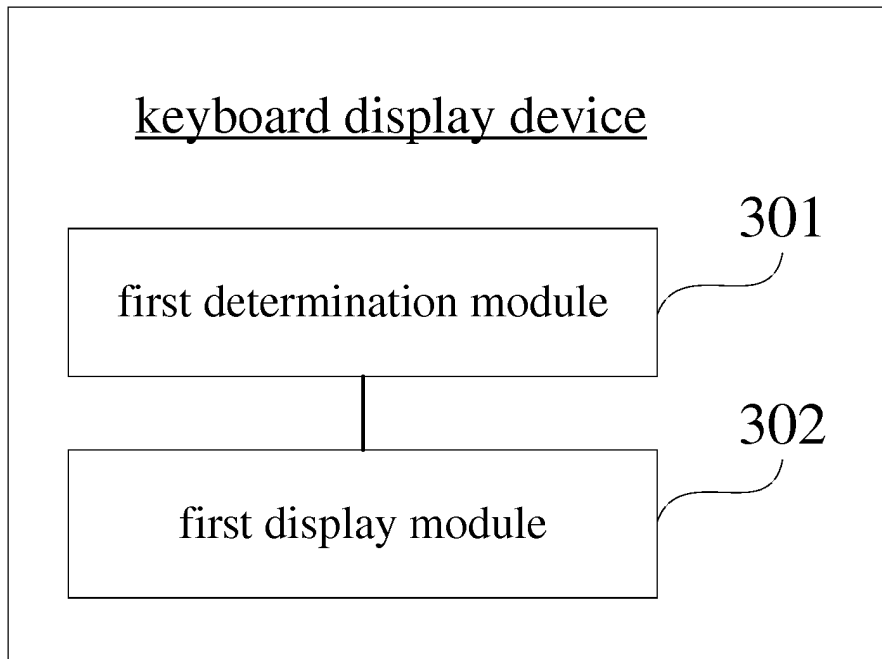 keyboard display device
301
first determination module
302
first display module